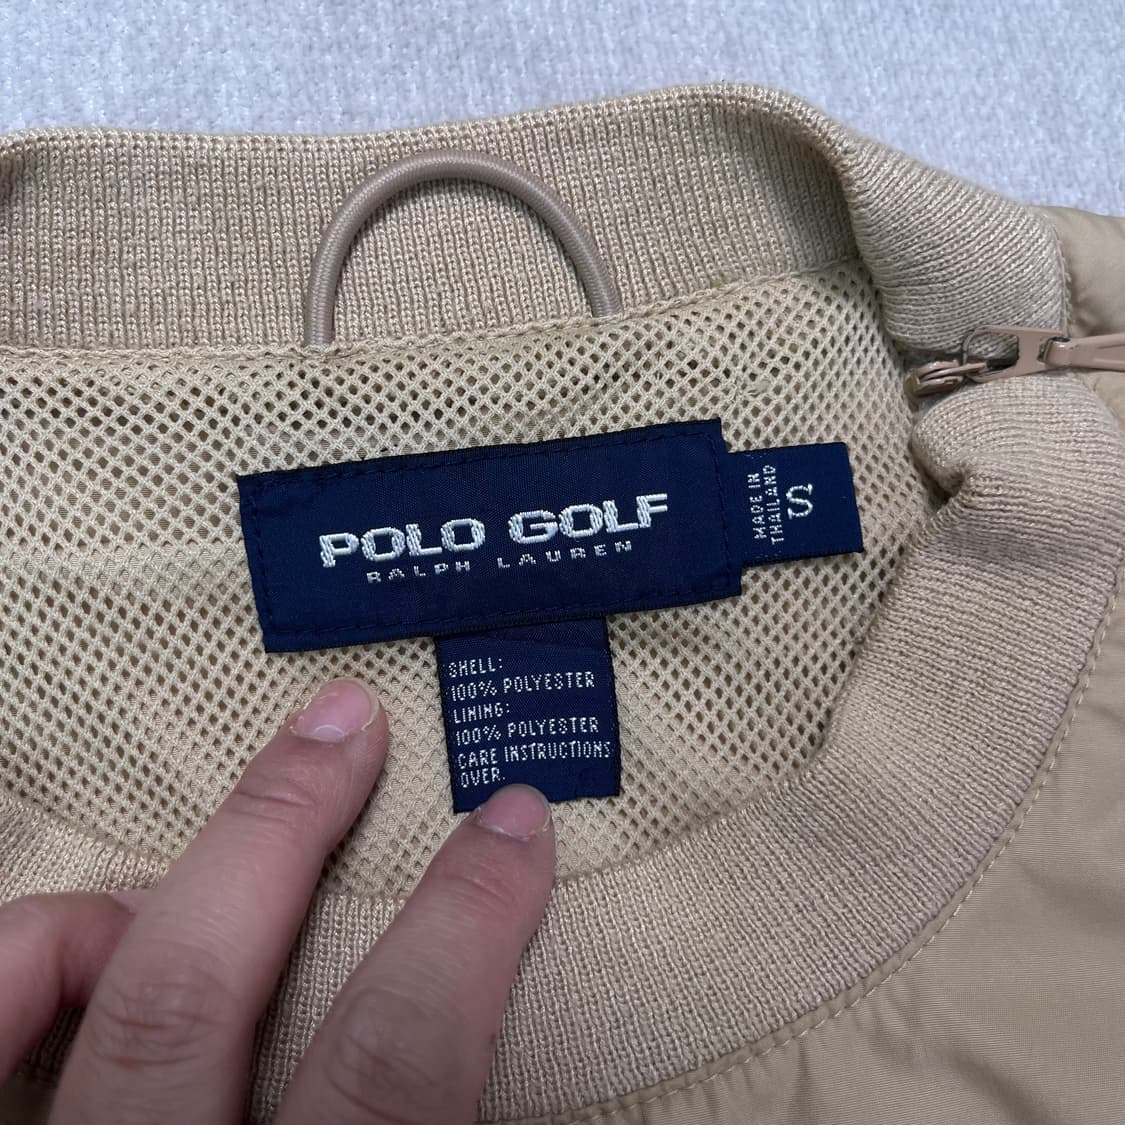 POLO GOLF
RALPH LAUREN
MADE IN
THAILAND
S
SHELL:
100% POLYESTER
LINING:
100% POLYESTER
CARE INSTRUCTIONS
OVER.